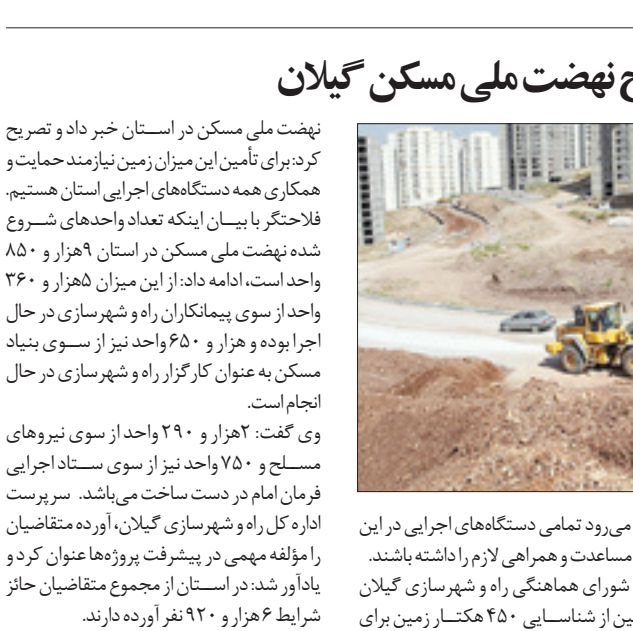 ح نهضت ملی مسکن گیلان
می‌رود تمامی دستگاه‌های اجرایی در این
مساعدت و همراهی لازم را داشته باشند.
شورای هماهنگی راه و شهرسازی گیلان
ین از شناسایی ۴۵۰ هکتار زمین برای
نهضت ملی مسکن در استان خبر داد و تصریح
کرد: برای تأمین این میزان زمین نیازمند حمایت و
همکاری همه دستگاه‌های اجرایی استان هستیم.
فلاحتگر با بیان اینکه تعداد واحدهای شروع
شده نهضت ملی مسکن در استان ۹هزار و ۸۵۰
واحد است، ادامه داد: از این میزان ۵هزار و ۳۶۰
واحد از سوی پیمانکاران راه و شهرسازی در حال
اجرا بوده و هزار و ۶۵۰ واحد نیز از سوی بنیاد
مسکن به عنوان کارگزار راه و شهرسازی در حال
انجام است.
وی گفت: ۲هزار و ۲۹۰ واحد از سوی نیروهای
مسلح و ۷۵۰ واحد نیز از سوی ستاد اجرایی
فرمان امام در دست ساخت می‌باشد. سرپرست
اداره کل راه و شهرسازی گیلان، آورده متقاضیان
را مؤلفه مهمی در پیشرفت پروژه‌ها عنوان کرد و
یادآور شد: در استان از مجموع متقاضیان حائز
شرایط ۶هزار و ۹۲۰ نفر آورده دارند.